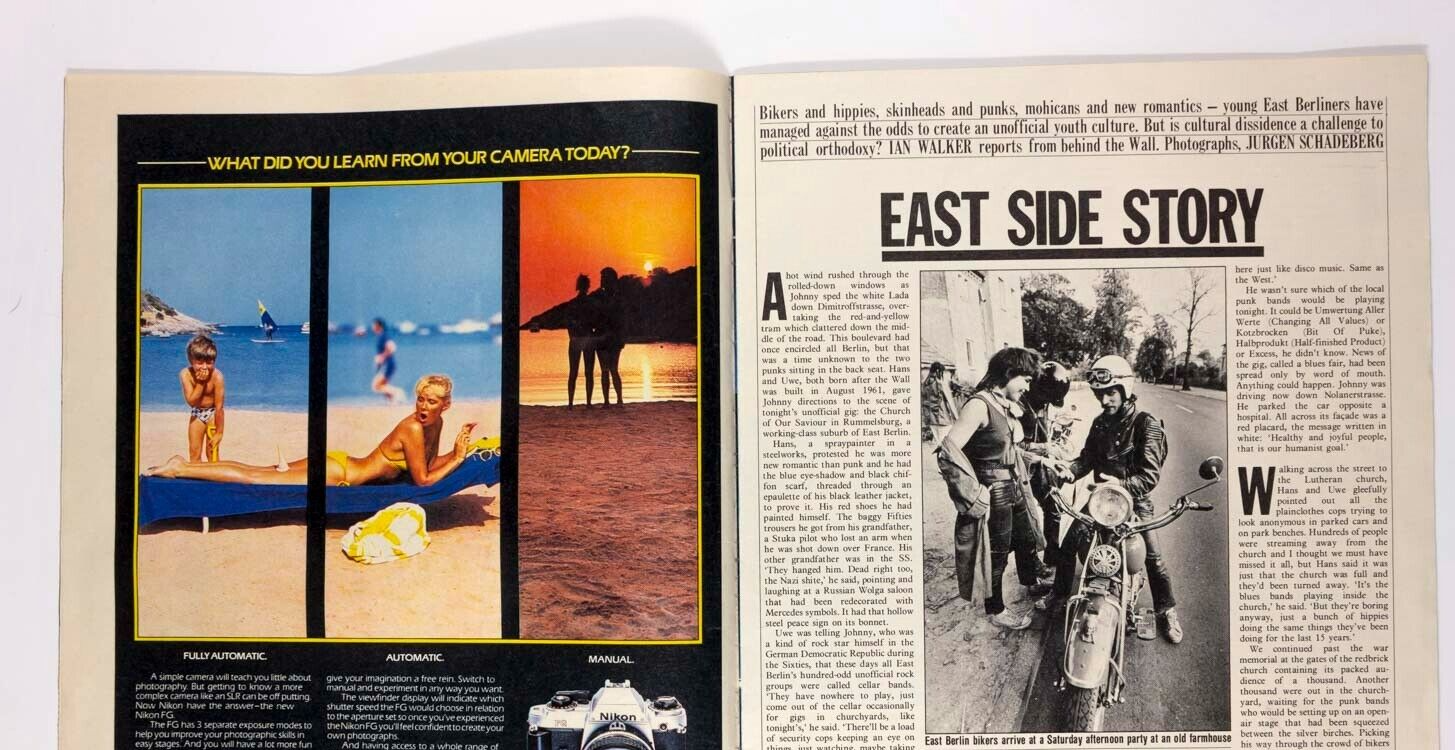 WHAT DID YOU LEARN FROM YOUR CAMERA TODAY?
FULLY AUTOMATIC.
A simple camera will teach you little about
photography. But getting to know a more
complex camera like an SLR can be off putting.
Now Nikon have the answer–the new
Nikon FG.
The FG has 3 separate exposure modes to
help you improve your photographic skills in
easy stages. And you will have a lot more fun
AUTOMATIC.
give your imagination a free rein. Switch to
manual and experiment in any way you want.
The viewfinder display will indicate which
shutter speed the FG would choose in relation
to the aperture set so once you've experienced
the Nikon FG you'll feel confident to create your
own photographs.
And having access to a whole range of
MANUAL.
FG
Nikon
Bikers and hippies, skinheads and punks, mohicans and new romantics – young East Berliners have
managed against the odds to create an unofficial youth culture. But is cultural dissidence a challenge to
political orthodoxy? IAN WALKER reports from behind the Wall. Photographs, JURGEN SCHADEBERG
EAST SIDE STORY
A hot wind rushed through the
rolled-down windows as
Johnny sped the white Lada
down Dimitroffstrasse, over-
taking the red-and-yellow
tram which clattered down the mid-
dle of the road. This boulevard had
once encircled all Berlin, but that
was a time unknown to the two
punks sitting in the back seat. Hans
and Uwe, both born after the Wall
was built in August 1961, gave
Johnny directions to the scene of
tonight's unofficial gig: the Church
of Our Saviour in Rummelsburg, a
working-class suburb of East Berlin.
Hans, a spraypainter in a
steelworks, protested he was more
new romantic than punk and he had
the blue eye-shadow and black chif-
fon scarf, threaded through an
epaulette of his black leather jacket,
to prove it. His red shoes he had
painted himself. The baggy Fifties
trousers he got from his grandfather,
a Stuka pilot who lost an arm when
he was shot down over France. His
other grandfather was in the SS.
'They hanged him. Dead right too,
the Nazi shite,' he said, pointing and
laughing at a Russian Wolga saloon
that had been redecorated with
Mercedes symbols. It had that hollow
steel peace sign on its bonnet.
Uwe was telling Johnny, who was
a kind of rock star himself in the
German Democratic Republic during
the Sixties, that these days all East
Berlin's hundred-odd unofficial rock
groups were called cellar bands.
'They have nowhere to play, just
come out of the cellar occasionally
for gigs in churchyards, like
tonight's,' he said. 'There'll be a load
of security cops keeping an eye on
things, just watching, maybe taking
East Berlin bikers arrive at a Saturday afternoon party at an old farmhouse
here just like disco music. Same as
the West.'
He wasn't sure which of the local
punk bands would be playing
tonight. It could be Umwertung Aller
Werte (Changing All Values) or
Kotzbrocken (Bit Of Puke),
Halbprodukt (Half-finished Product)
or Excess, he didn't know. News of
the gig, called a blues fair, had been
spread only by word of mouth.
Anything could happen. Johnny was
driving now down Nolanerstrasse.
He parked the car opposite a
hospital. All across its façade was a
red placard, the message written in
white: 'Healthy and joyful people,
that is our humanist goal.'
Walking across the street to
the Lutheran church,
Hans and Uwe gleefully
pointed out all the
plainclothes cops trying to
look anonymous in parked cars and
on park benches. Hundreds of people
were streaming away from the
church and I thought we must have
missed it all, but Hans said it was
just that the church was full and
they'd been turned away. 'It's the
blues bands playing inside the
church,' he said. 'But they're boring
anyway, just a bunch of hippies
doing the same things they've been
doing for the last 15 years.'
We continued past the war
memorial at the gates of the redbrick
church containing its packed au-
dience of a thousand. Another
thousand were out in the church-
yard, waiting for the punk bands
who would be setting up on an open-
air stage that had been squeezed
between the silver birches. Picking
his way through the crowd of bikers